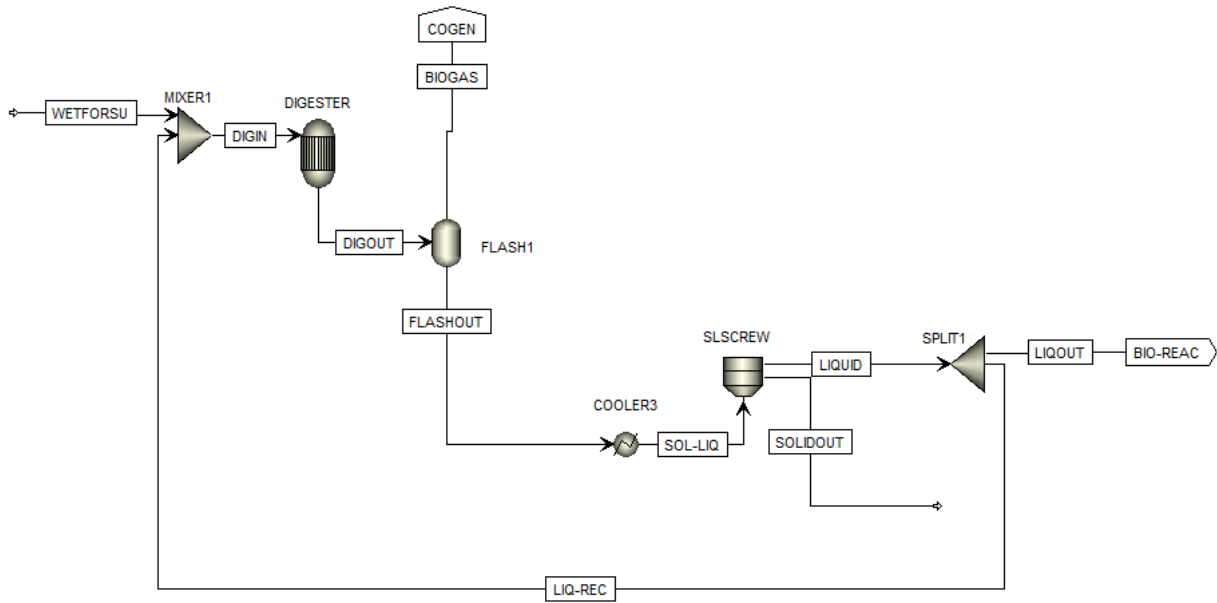 COGEN
BIOGAS
MIXER1
WETFORSU
DIGESTER
DIGIN
DIGOUT
FLASH1
FLASHOUT
SLSCREW
SPLIT1
LIQUID
LIQOUT
BIO-REAC
COOLER3
SOL-LIQ
SOLIDOUT
LIQ-REC